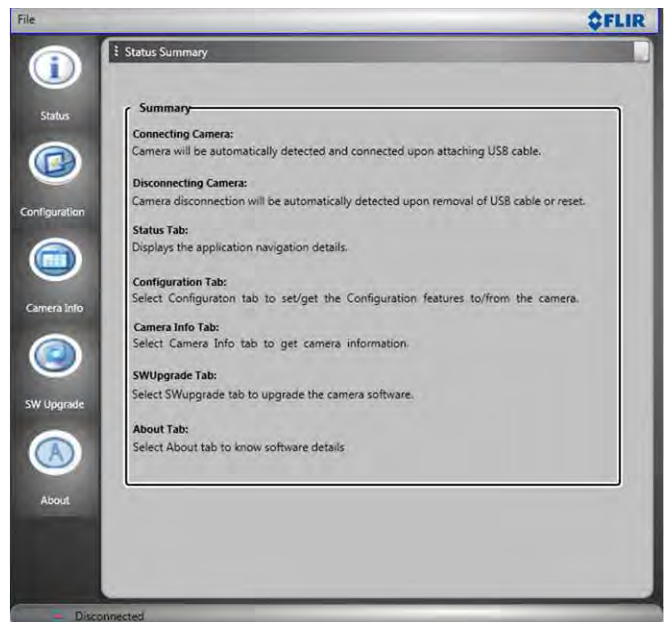 File
FLIR
Status Summary
Status
Configuration
Camera Info
SW Upgrade
About
Summary
Connecting Camera:
Camera will be automatically detected and connected upon attaching USB cable.
Disconnecting Camera:
Camera disconnection will be automatically detected upon removal of USB cable or reset.
Status Tab:
Displays the application navigation details.
Configuration Tab:
Select Configuraton tab to set/get the Configuration features to/from the camera.
Camera Info Tab:
Select Camera Info tab to get camera information.
SWUpgrade Tab:
Select SWupgrade tab to upgrade the camera software.
About Tab:
Select About tab to know software details
Disconnected